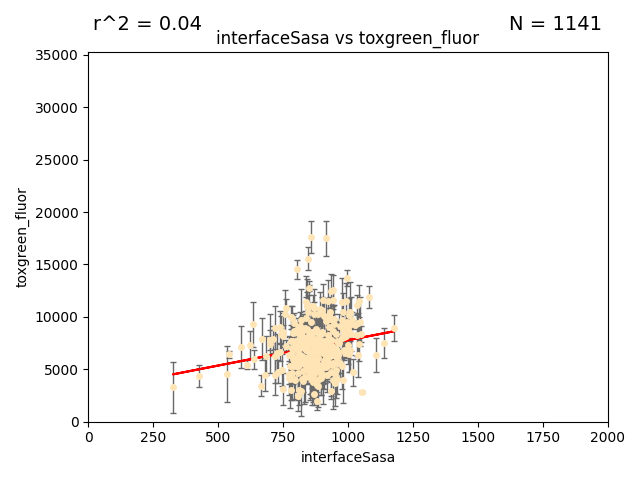 r^2 = 0.04
N = 1141
interfaceSasa vs toxgreen_fluor
35000
30000
25000
20000
15000
10000
5000
0
toxgreen_fluor
0 250 500 750 1000 1250 1500 1750 2000
interfaceSasa